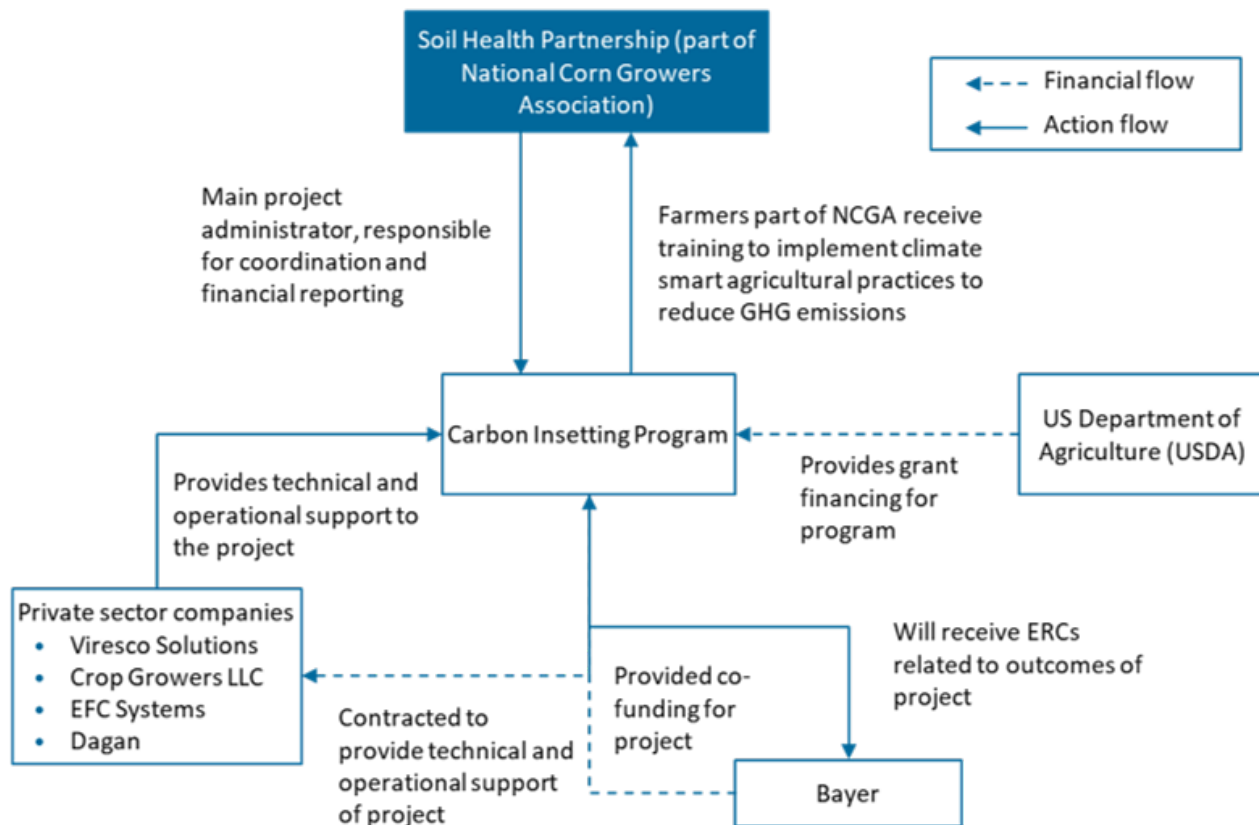 Soil Health Partnership (part of
National Corn Growers
Association)
Financial flow
Action flow
Main project
administrator, responsible
for coordination and
financial reporting
Farmers part of NCGA receive
training to implement climate
smart agricultural practices to
reduce GHG emissions
Carbon Insetting Program
US Department of
Agriculture (USDA)
Provides grant
financing for
program
Provides technical and
operational support to
the project
Private sector companies
• Viresco Solutions
• Crop Growers LLC
• EFC Systems
• Dagan
Contracted to
provide technical and
operational support
of project
Provided co-
funding for
project
Will receive ERCs
related to outcomes of
project
Bayer